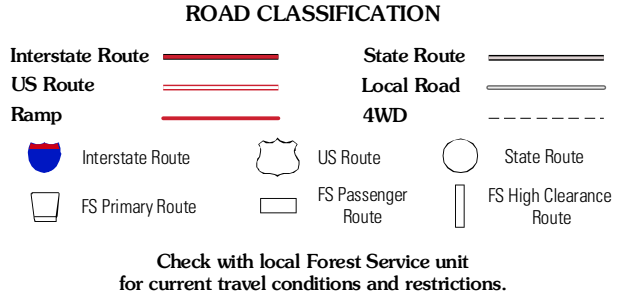 ROAD CLASSIFICATION
Interstate Route
State Route
US Route
Local Road
Ramp
4WD
Interstate Route
US Route
State Route
FS Primary Route
FS Passenger
Route
FS High Clearance
Route
Check with local Forest Service unit
for current travel conditions and restrictions.